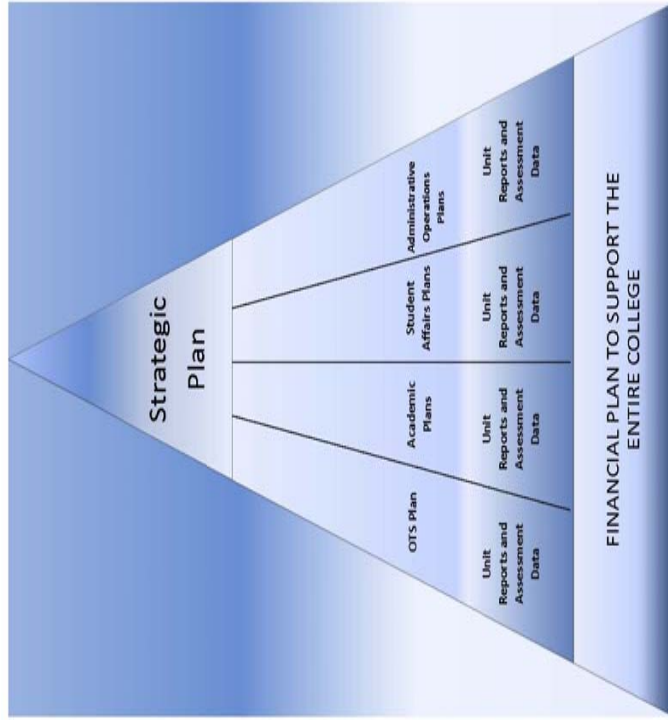 Strategic
Plan
OTS Plan
Academic
Plans
Student
Affairs Plans
Administrative
Operations
Plans
Unit
Reports and
Assessment
Data
Unit
Reports and
Assessment
Data
Unit
Reports and
Assessment
Data
Unit
Reports and
Assessment
Data
FINANCIAL PLAN TO SUPPORT THE
ENTIRE COLLEGE